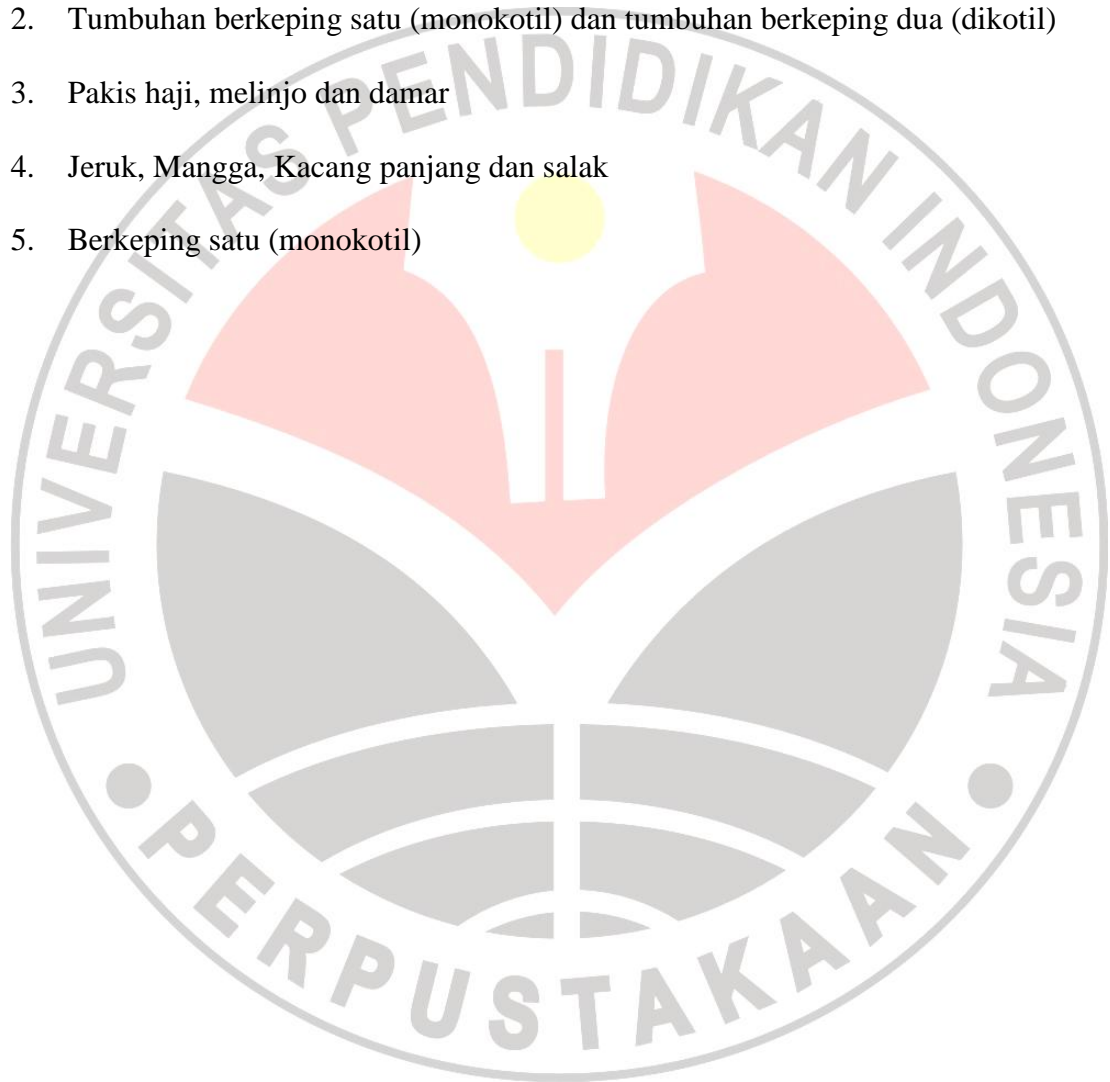 2. Tumbuhan berkeping satu (monokotil) dan tumbuhan berkeping dua (dikotil)
3. Pakis haji, melinjo dan damar
4. Jeruk, Mangga, Kacang panjang dan salak
5. Berkeping satu (monokotil)
UNIVERSITAS PENDIDIKAN INDONESIA
PERPUSTAKAAN